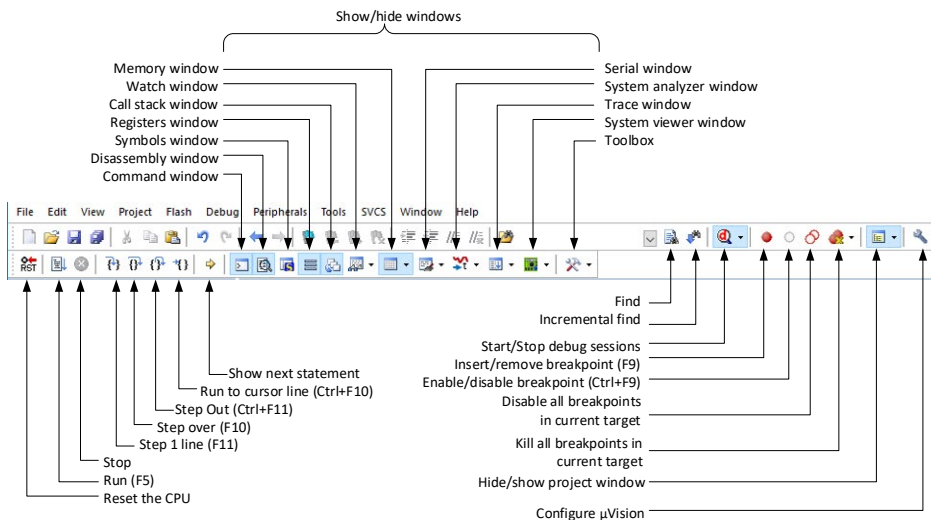 Show/hide windows
Memory window
Watch window
Call stack window
Registers window
Symbols window
Disassembly window
Command window
Serial window
System analyzer window
Trace window
System viewer window
Toolbox
File Edit View Project Flash Debug Peripherals Tools SVCS Window Help
RST
Find
Incremental find
Start/Stop debug sessions
Insert/remove breakpoint (F9)
Enable/disable breakpoint (Ctrl+F9)
Disable all breakpoints
in current target
Kill all breakpoints in
current target
Hide/show project window
Configure µVision
Show next statement
Run to cursor line (Ctrl+F10)
Step Out (Ctrl+F11)
Step over (F10)
Step 1 line (F11)
Stop
Run (F5)
Reset the CPU